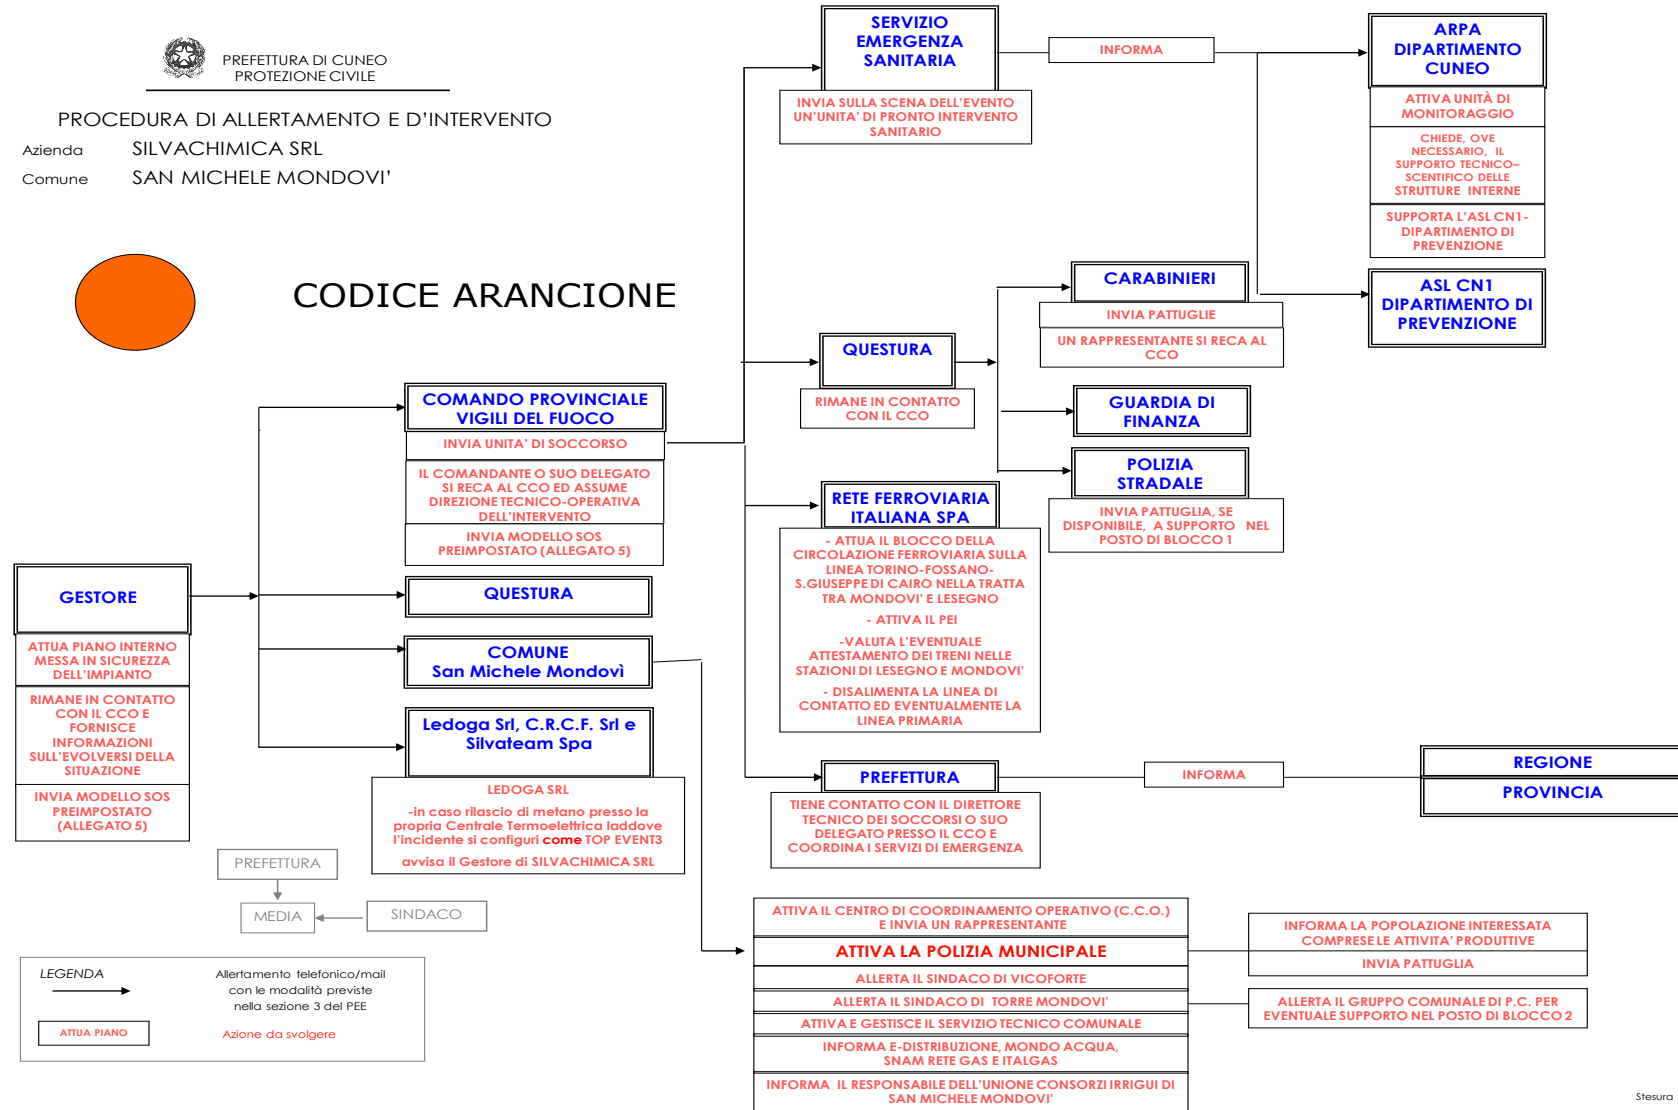 PREFETTURA DI CUNEO
PROTEZIONE CIVILE
PROCEDURA DI ALLERTAMENTO E D'INTERVENTO
Azienda SILVACHIMICA SRL
Comune SAN MICHELE MONDOVI'
CODICE ARANCIONE
GESTORE
ATTUA PIANO INTERNO
MESSA IN SICUREZZA
DELL'IMPIANTO
RIMANE IN CONTATTO
CON IL CCO E
FORNISCE
INFORMAZIONI
SULL'EVOLVERSI DELLA
SITUAZIONE
INVIA MODELLO SOS
PREIMPOSTATO
(ALLEGATO 5)
COMANDO PROVINCIALE
VIGILI DEL FUOCO
INVIA UNITA' DI SOCCORSO
IL COMANDANTE O SUO DELEGATO
SI RECA AL CCO ED ASSUME
DIREZIONE TECNICO-OPERATIVA
DELL'INTERVENTO
INVIA MODELLO SOS
PREIMPOSTATO (ALLEGATO 5)
QUESTURA
COMUNE
San Michele Mondovì
Ledoga Srl, C.R.C.F. Srl e
Silvateam Spa
LEDOGA SRL
-in caso rilascio di metano presso la
propria Centrale Termoelettrica laddove
l'incidente si configuri come TOP EVENT3
avvisa il Gestore di SILVACHIMICA SRL
SERVIZIO
EMERGENZA
SANITARIA
INVIA SULLA SCENA DELL'EVENTO
UN'UNITA' DI PRONTO INTERVENTO
SANITARIO
INFORMA
ARPA
DIPARTIMENTO
CUNEO
ATTIVA UNITÀ DI
MONITORAGGIO
CHIEDE, OVE
NECESSARIO, IL
SUPPORTO TECNICO–
SCENTIFICO DELLE
STRUTTURE INTERNE
SUPPORTA L'ASL CN1-
DIPARTIMENTO DI
PREVENZIONE
ASL CN1
DIPARTIMENTO DI
PREVENZIONE
QUESTURA
RIMANE IN CONTATTO
CON IL CCO
CARABINIERI
INVIA PATTUGLIE
UN RAPPRESENTANTE SI RECA AL
CCO
GUARDIA DI
FINANZA
POLIZIA
STRADALE
INVIA PATTUGLIA, SE
DISPONIBILE, A SUPPORTO NEL
POSTO DI BLOCCO 1
RETE FERROVIARIA
ITALIANA SPA
- ATTUA IL BLOCCO DELLA
CIRCOLAZIONE FERROVIARIA SULLA
LINEA TORINO-FOSSANO-
S.GIUSEPPE DI CAIRO NELLA TRATTA
TRA MONDOVI' E LESEGNO
- ATTIVA IL PEI
-VALUTA L'EVENTUALE
ATTESTAMENTO DEI TRENI NELLE
STAZIONI DI LESEGNO E MONDOVI'
- DISALIMENTA LA LINEA DI
CONTATTO ED EVENTUALMENTE LA
LINEA PRIMARIA
PREFETTURA
TIENE CONTATTO CON IL DIRETTORE
TECNICO DEI SOCCORSI O SUO
DELEGATO PRESSO IL CCO E
COORDINA I SERVIZI DI EMERGENZA
INFORMA
REGIONE
PROVINCIA
ATTIVA IL CENTRO DI COORDINAMENTO OPERATIVO (C.C.O.)
E INVIA UN RAPPRESENTANTE
ATTIVA LA POLIZIA MUNICIPALE
ALLERTA IL SINDACO DI VICOFORTE
ALLERTA IL SINDACO DI TORRE MONDOVI'
ATTIVA E GESTISCE IL SERVIZIO TECNICO COMUNALE
INFORMA E-DISTRIBUZIONE, MONDO ACQUA,
SNAM RETE GAS E ITALGAS
INFORMA IL RESPONSABILE DELL'UNIONE CONSORZI IRRIGUI DI
SAN MICHELE MONDOVI'
INFORMA LA POPOLAZIONE INTERESSATA
COMPRESE LE ATTIVITA' PRODUTTIVE
INVIA PATTUGLIA
ALLERTA IL GRUPPO COMUNALE DI P.C. PER
EVENTUALE SUPPORTO NEL POSTO DI BLOCCO 2
PREFETTURA
MEDIA
SINDACO
LEGENDA
Allertamento telefonico/mail
con le modalità previste
nella sezione 3 del PEE
ATTUA PIANO
Azione da svolgere
Stesura